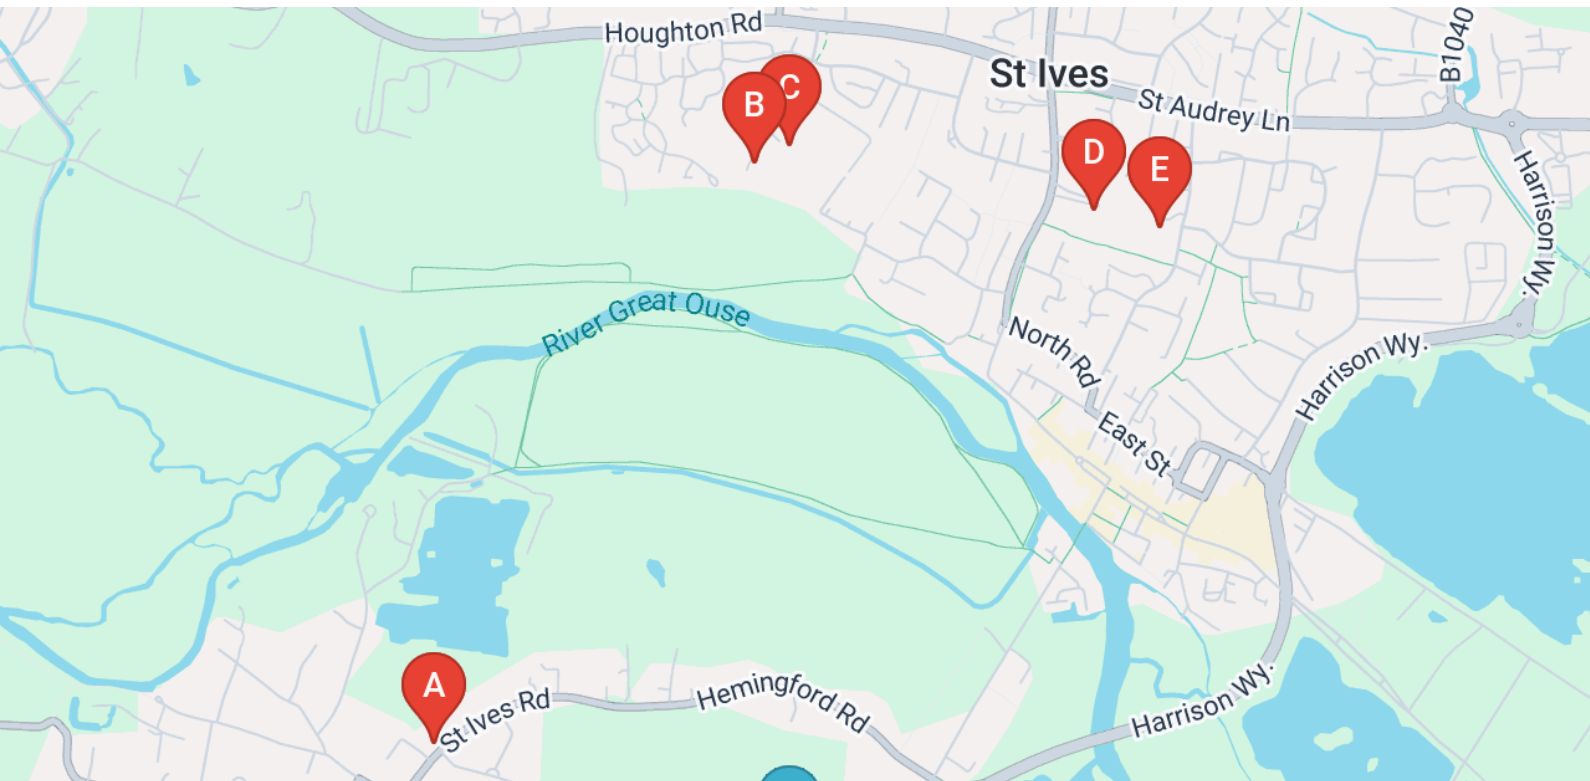 Houghton Rd
B1040
St Ives
C
B
St Audrey Ln
D
E
Harrison Wy.
River Great Ouse
North Rd
Harrison Wy.
East St
A
St Ives Rd
Hemingford Rd
Harrison Wy.